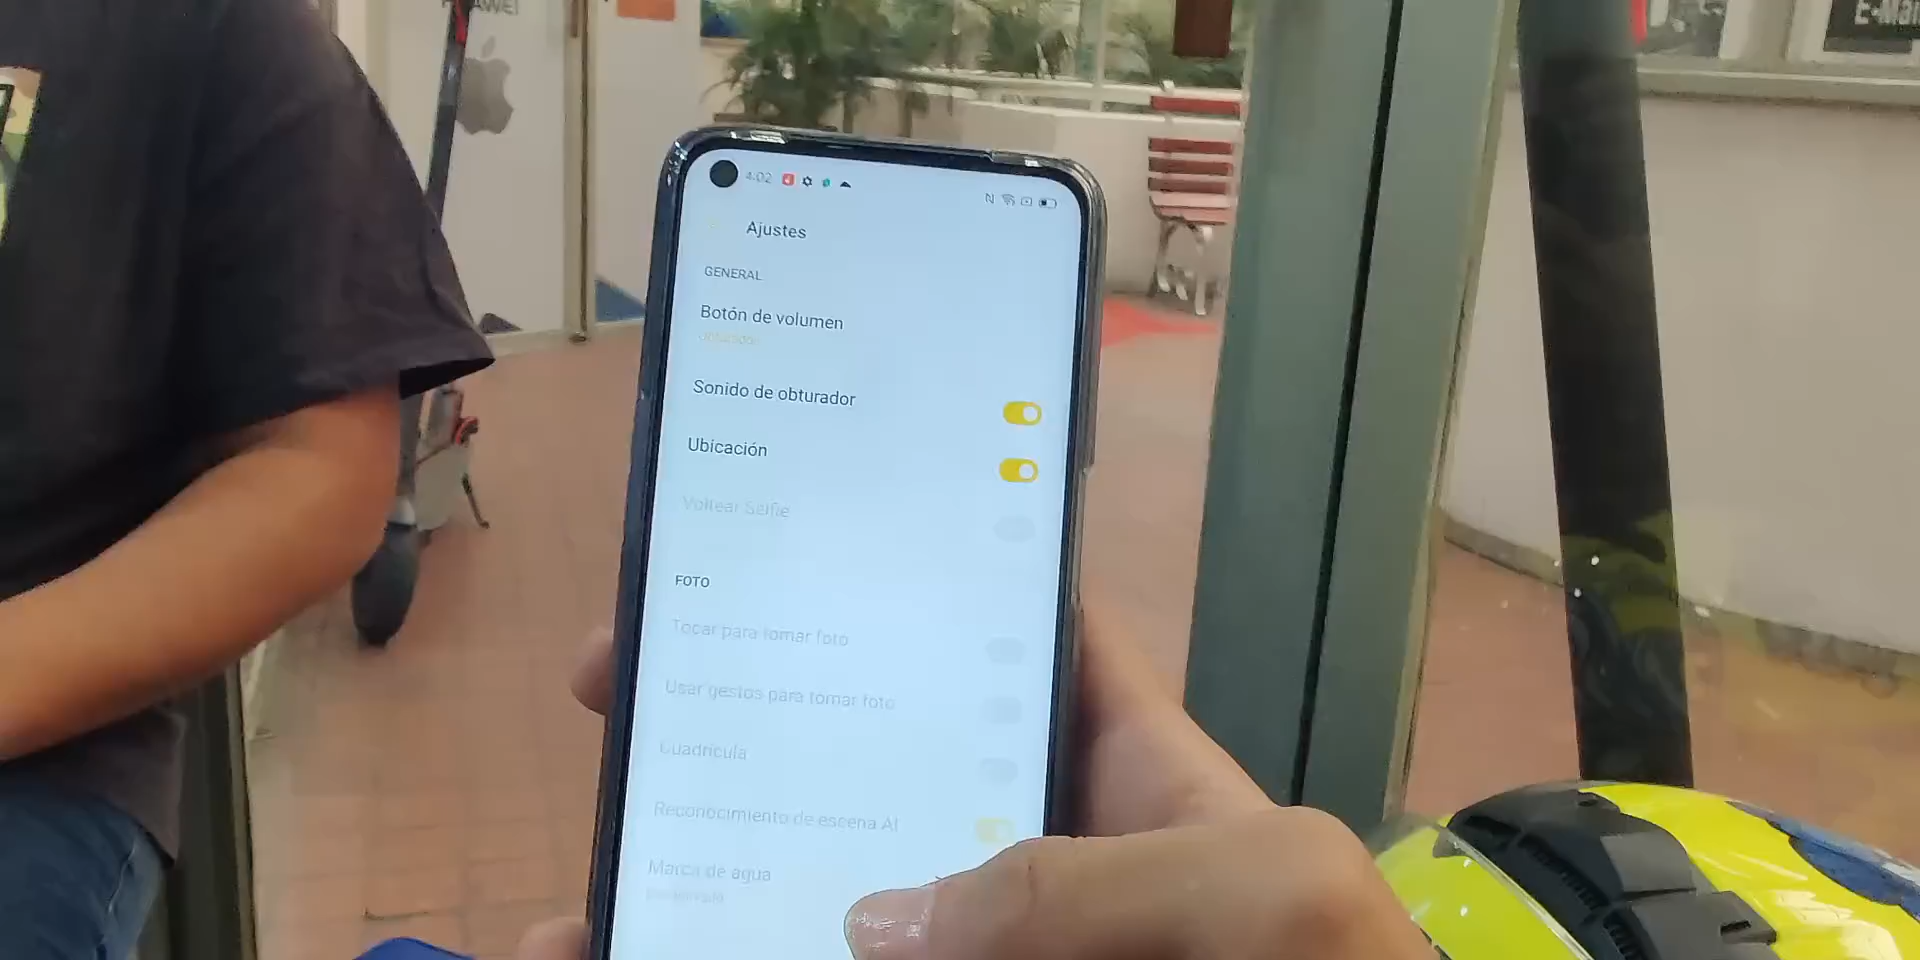 4:02
Ajustes
GENERAL
Botón de volumen
Sonido de obturador
Ubicación
Voltear Selfie
FOTO
Tocar para tomar foto
Usar gestos para tomar foto
Cuadrícula
Reconocimiento de escena AI
Marca de agua